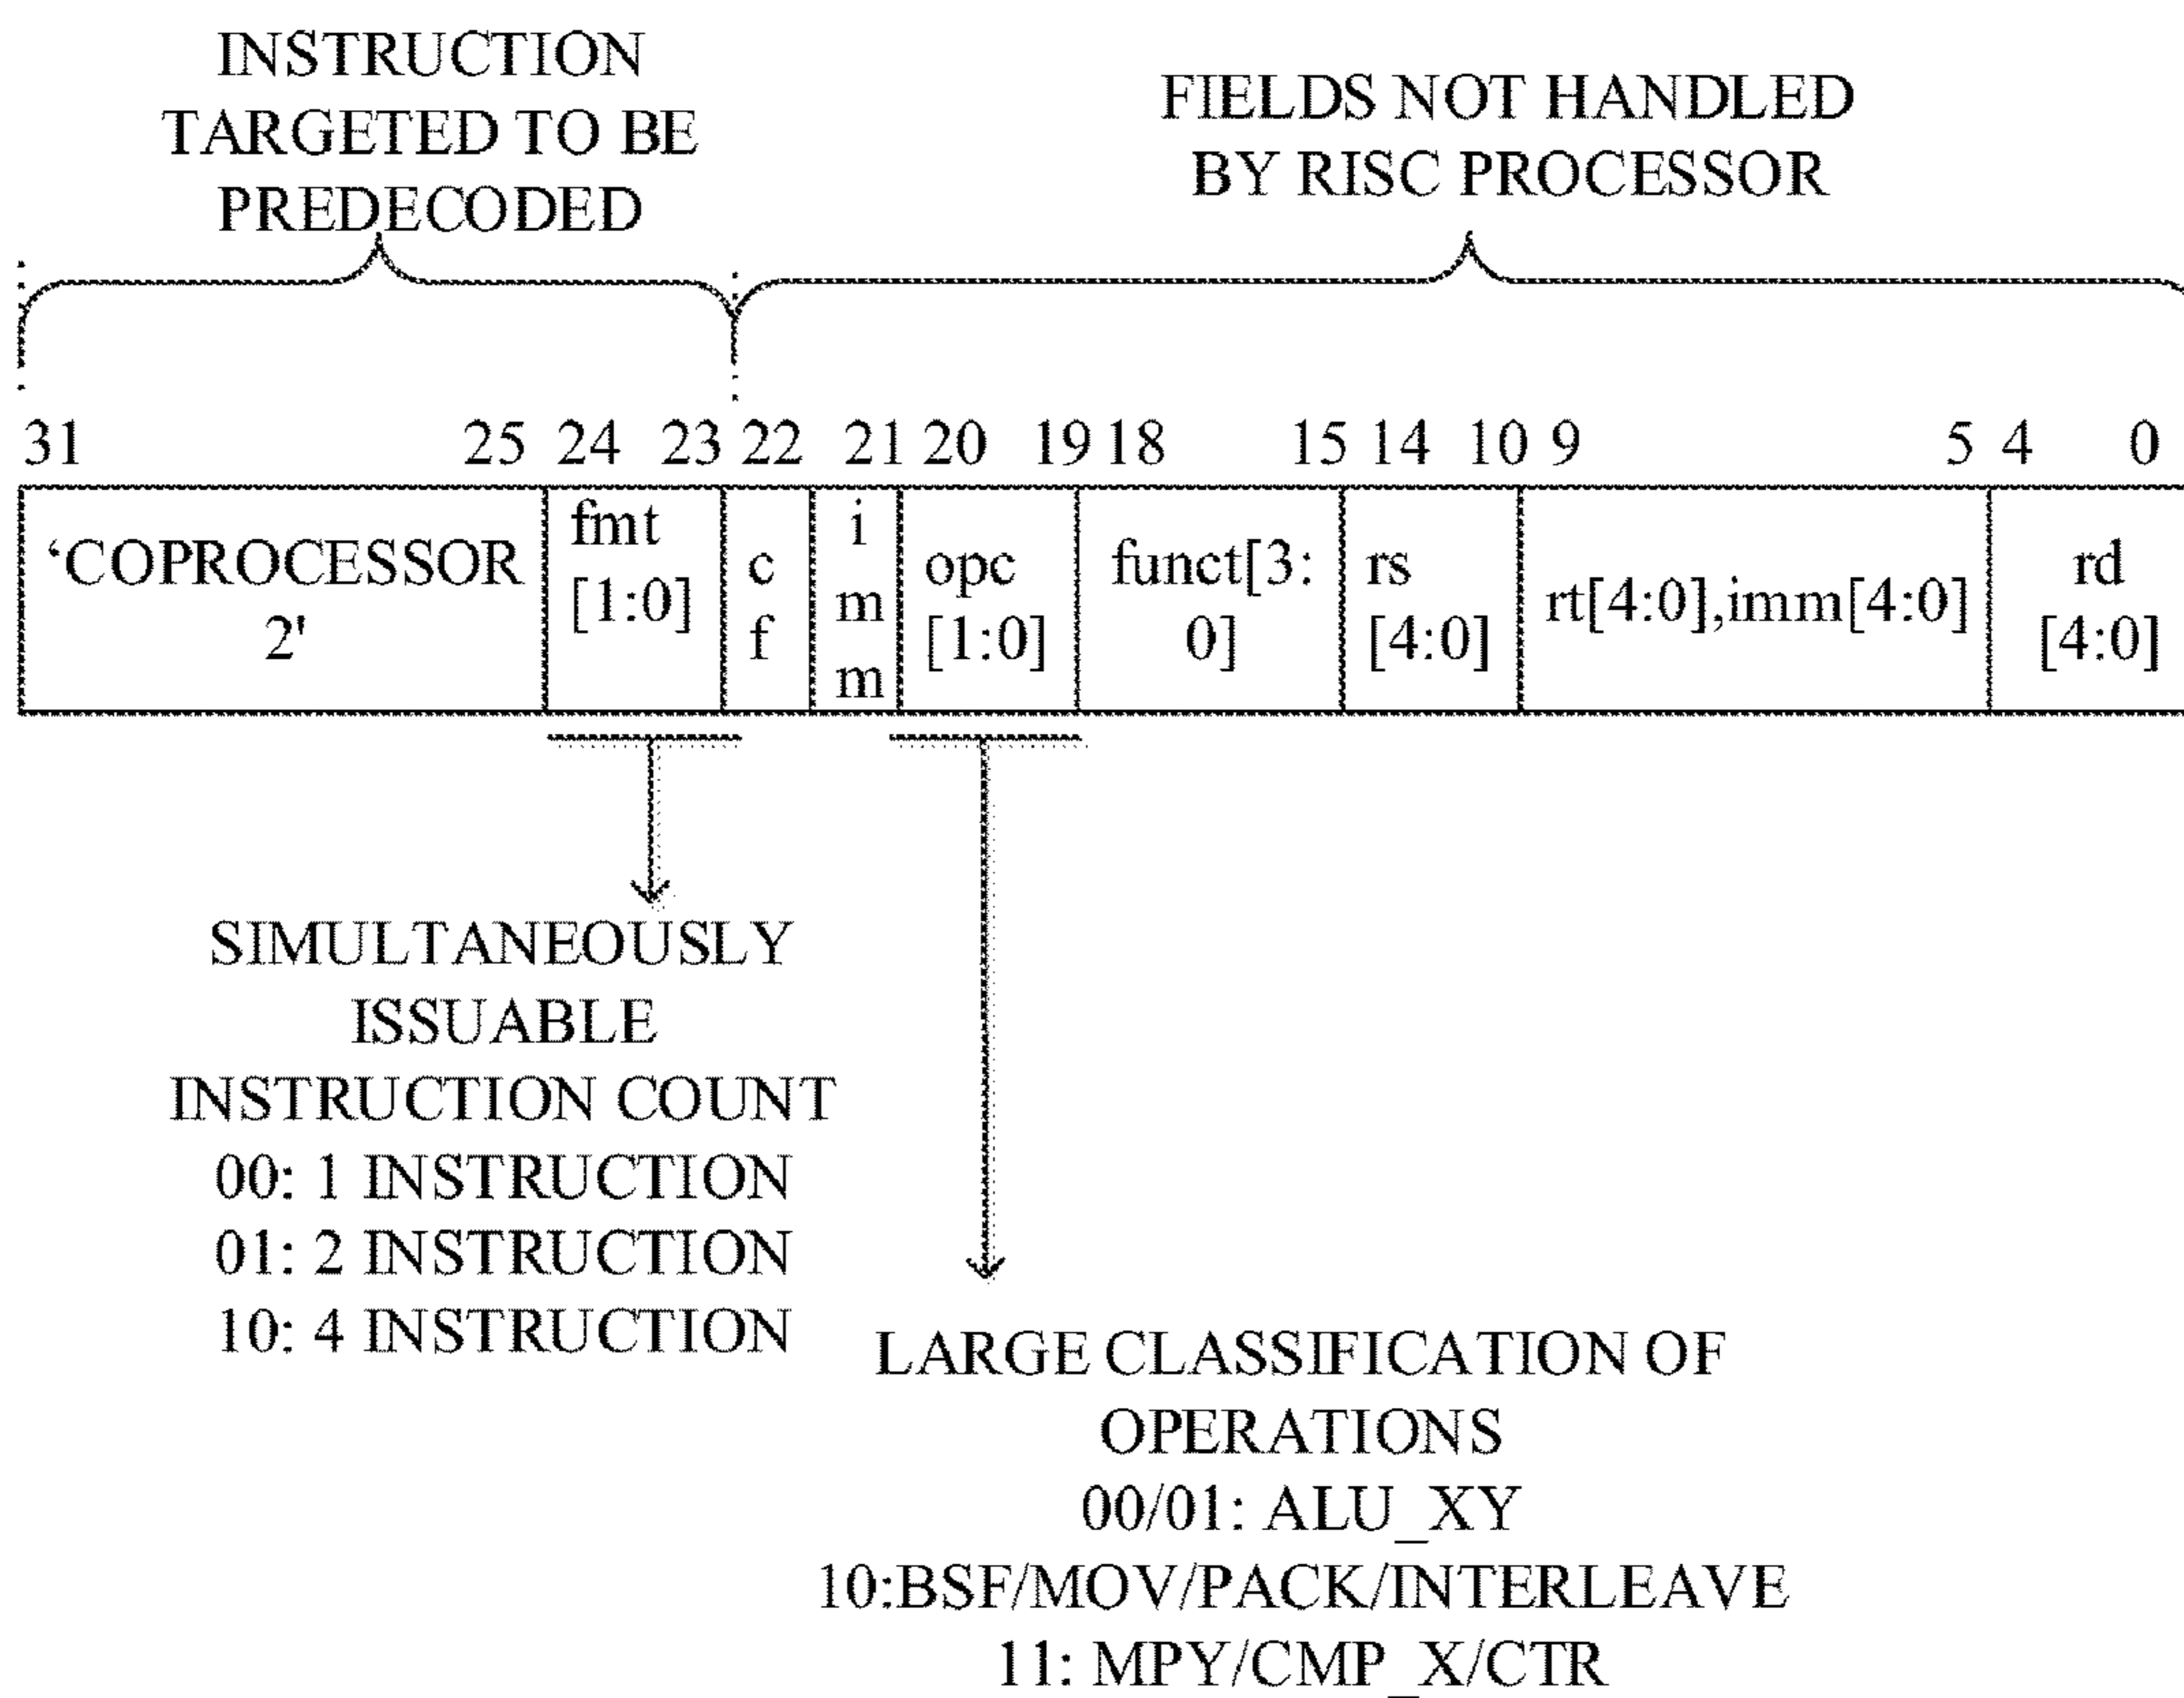 INSTRUCTION
TARGETED TO BE
PREDECODED
FIELDS NOT HANDLED
BY RISC PROCESSOR
31 25 24 23 22 21 20 19 18 15 14 10 9 5 4 0
‘COPROCESSOR
2'
fmt
[1:0]
c
f
i
m
m
opc
[1:0]
funct[3:
0]
rs
[4:0]
rt[4:0],imm[4:0]
rd
[4:0]
SIMULTANEOUSLY
ISSUABLE
INSTRUCTION COUNT
00: 1 INSTRUCTION
01: 2 INSTRUCTION
10: 4 INSTRUCTION
LARGE CLASSIFICATION OF
OPERATIONS
00/01: ALU_XY
10:BSF/MOV/PACK/INTERLEAVE
11: MPY/CMP_X/CTR